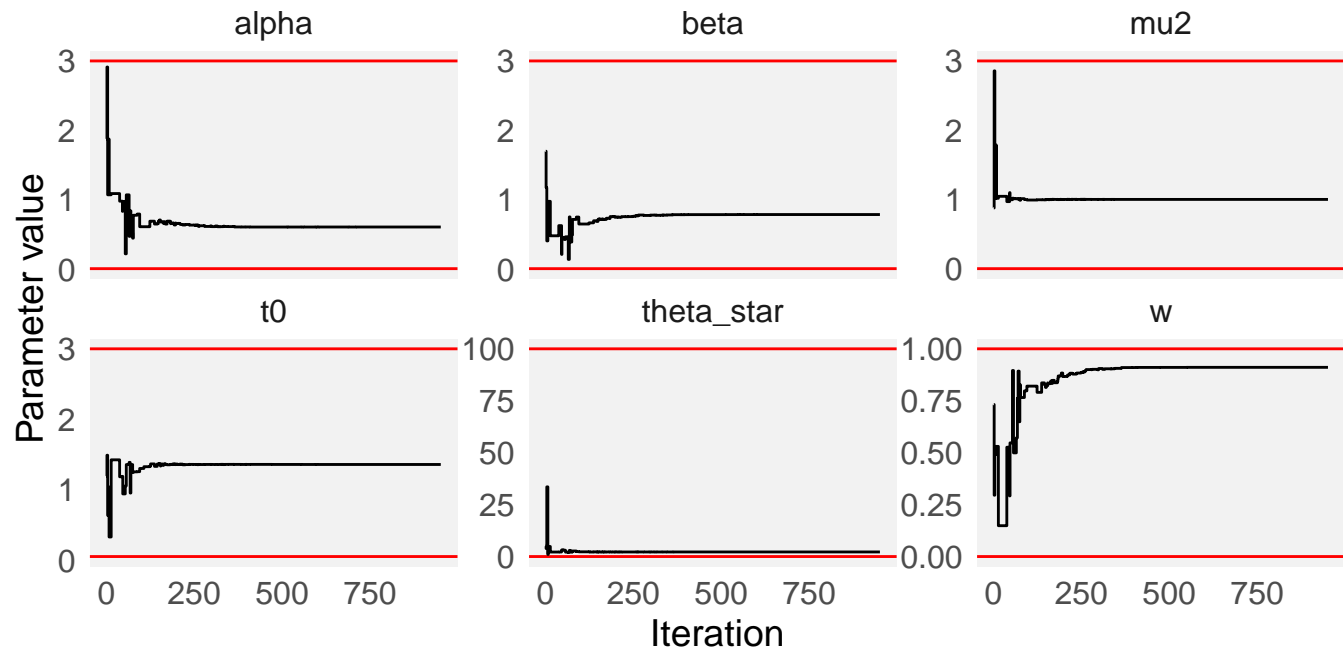 alpha beta mu2
3 3 3
2 2 2
1 1 1
0 0 0
Parameter value
t0 theta_star w
3 100 1.00
2 75 0.75
1 50 0.50
25 0.25
0 0 0.00
0 250 500 750 0 250 500 750 0 250 500 750
Iteration